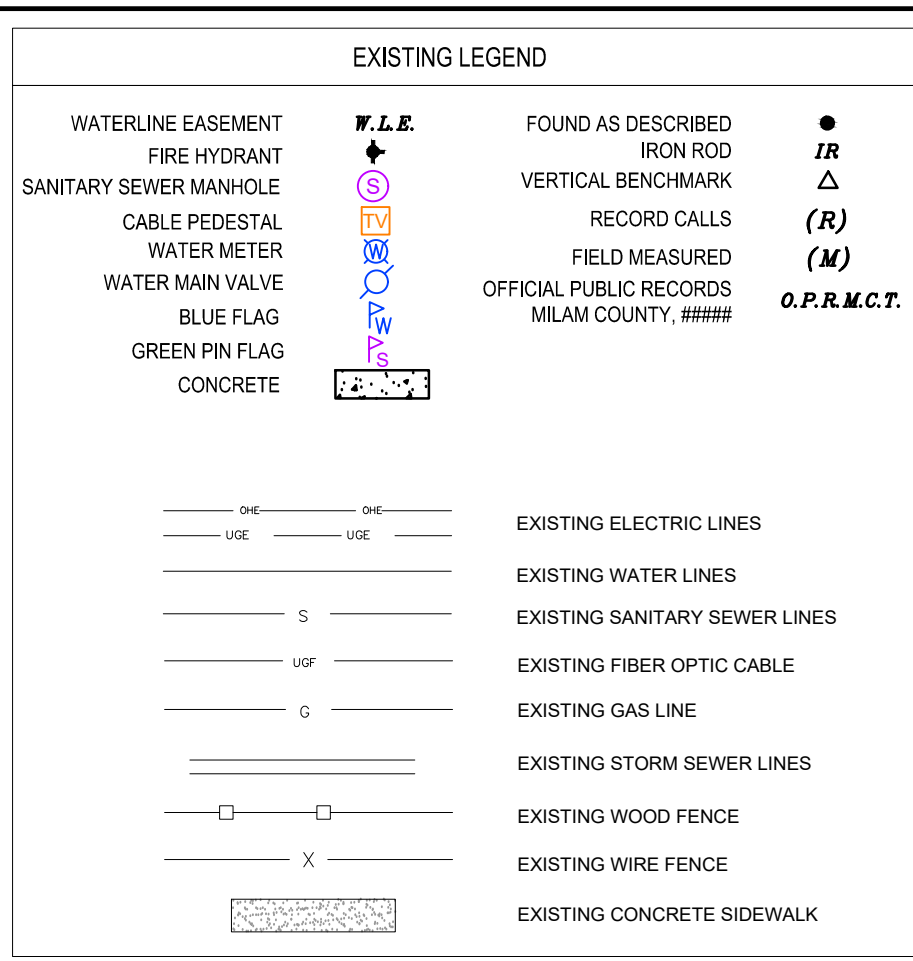 EXISTING LEGEND
WATERLINE EASEMENT W.L.E.
FIRE HYDRANT
SANITARY SEWER MANHOLE S
CABLE PEDESTAL TV
WATER METER W
WATER MAIN VALVE
BLUE FLAG W
GREEN PIN FLAG S
CONCRETE
FOUND AS DESCRIBED
IRON ROD IR
VERTICAL BENCHMARK
RECORD CALLS (R)
FIELD MEASURED (M)
OFFICIAL PUBLIC RECORDS
MILAM COUNTY, ##### O.P.R.M.C.T.
OHE OHE
UGE UGE EXISTING ELECTRIC LINES
EXISTING WATER LINES
S EXISTING SANITARY SEWER LINES
UGF EXISTING FIBER OPTIC CABLE
G EXISTING GAS LINE
EXISTING STORM SEWER LINES
EXISTING WOOD FENCE
X EXISTING WIRE FENCE
EXISTING CONCRETE SIDEWALK